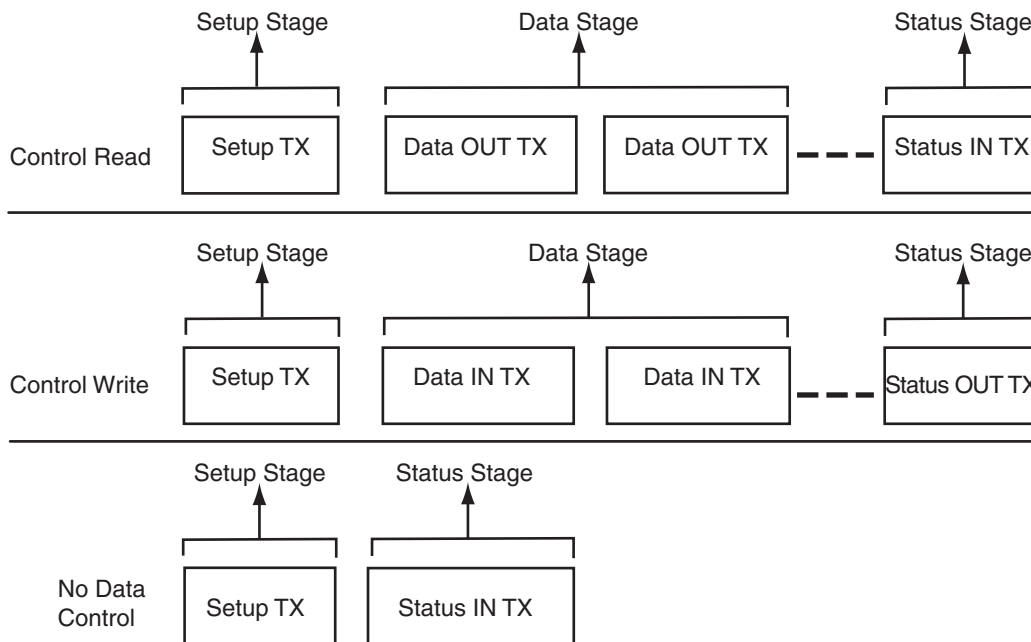 Setup Stage Data Stage Status Stage
Control Read Setup TX Data OUT TX Data OUT TX Status IN TX
Setup Stage Data Stage Status Stage
Control Write Setup TX Data IN TX Data IN TX Status OUT TX
Setup Stage Status Stage
No Data
Control Setup TX Status IN TX